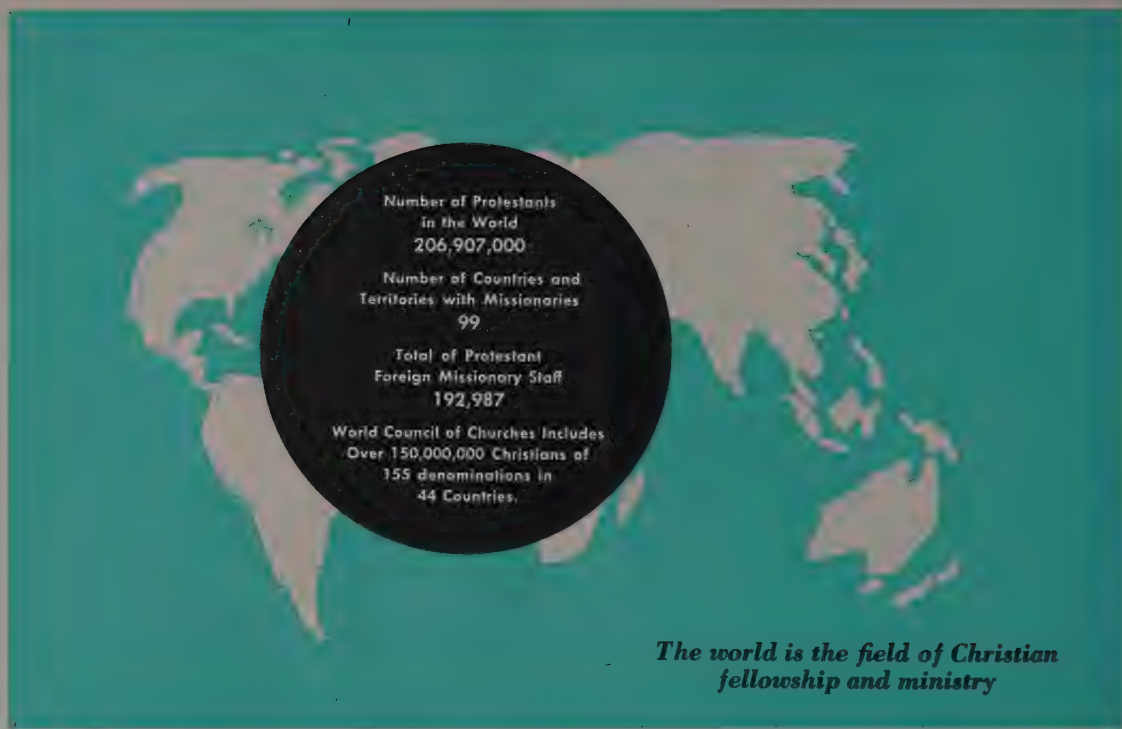 Number of Protestants
in the World
206,907,000
Number of Countries and
Territories with Missionaries
99
Total of Protestant
Foreign Missionary Staff
192,987
World Council of Churches Includes
Over 150,000,000 Christians of
155 denominations in
44 Countries.
The world is the field of Christian
fellowship and ministry